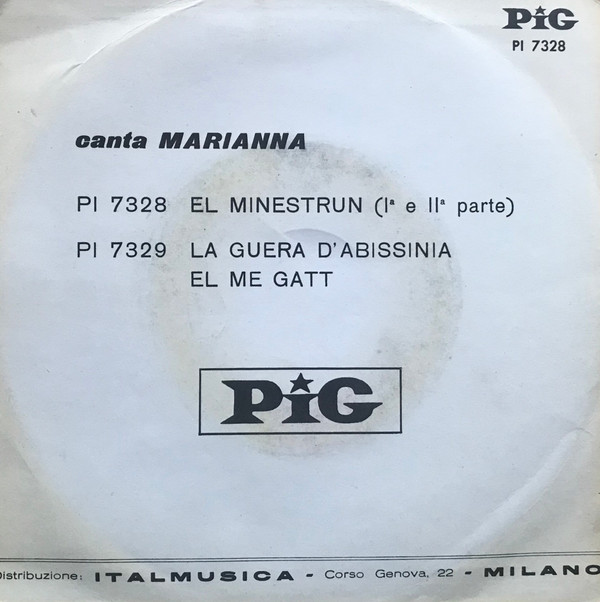 PiG
PI 7328
canta MARIANNA
PI 7328 EL MINESTRUN (Iª e IIª parte)
PI 7329 LA GUERA D'ABISSINIA
EL ME GATT
PiG
Distribuzione: ITALMUSICA - Corso Genova, 22 - MILANO